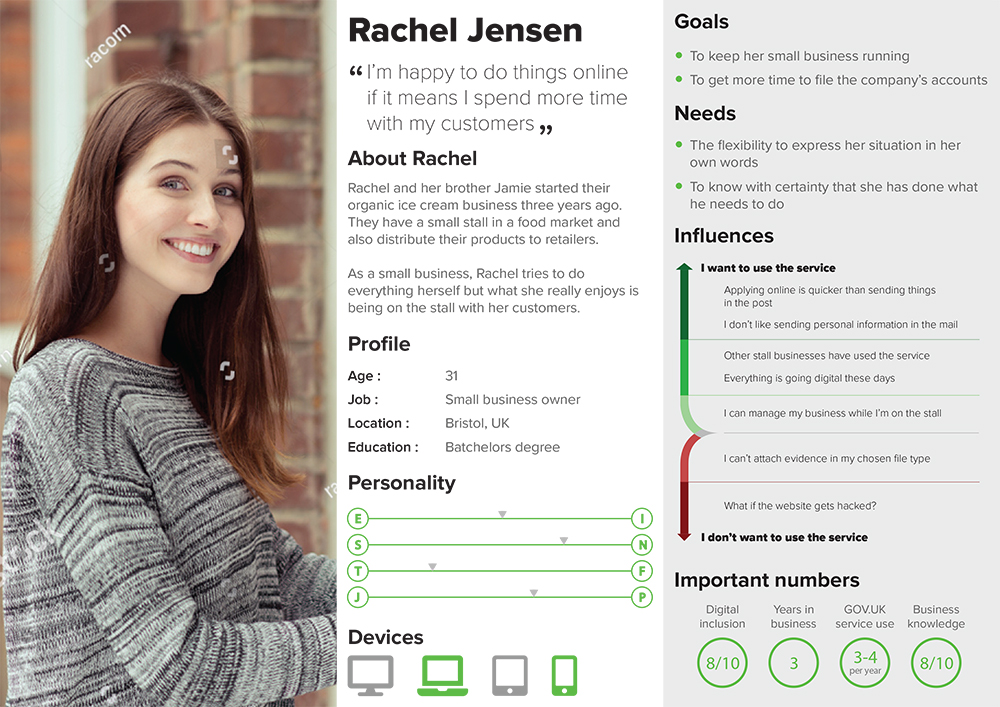 racorn
Rachel Jensen
“ I’m happy to do things online
if it means I spend more time
with my customers ”
About Rachel
Rachel and her brother Jamie started their
organic ice cream business three years ago.
They have a small stall in a food market and
also distribute their products to retailers.
As a small business, Rachel tries to do
everything herself but what she really enjoys is
being on the stall with her customers.
Profile
Age : 31
Job : Small business owner
Location : Bristol, UK
Education : Batchelors degree
Personality
E I
S N
T F
J P
Devices
Goals
To keep her small business running
To get more time to file the company’s accounts
Needs
The flexibility to express her situation in her
own words
To know with certainty that she has done what
he needs to do
Influences
I want to use the service
Applying online is quicker than sending things
in the post
I don’t like sending personal information in the mail
Other stall businesses have used the service
Everything is going digital these days
I can manage my business while I’m on the stall
I can’t attach evidence in my chosen file type
What if the website gets hacked?
I don’t want to use the service
Important numbers
Digital
inclusion
8/10
Years in
business
3
GOV.UK
service use
3-4
per year
Business
knowledge
8/10